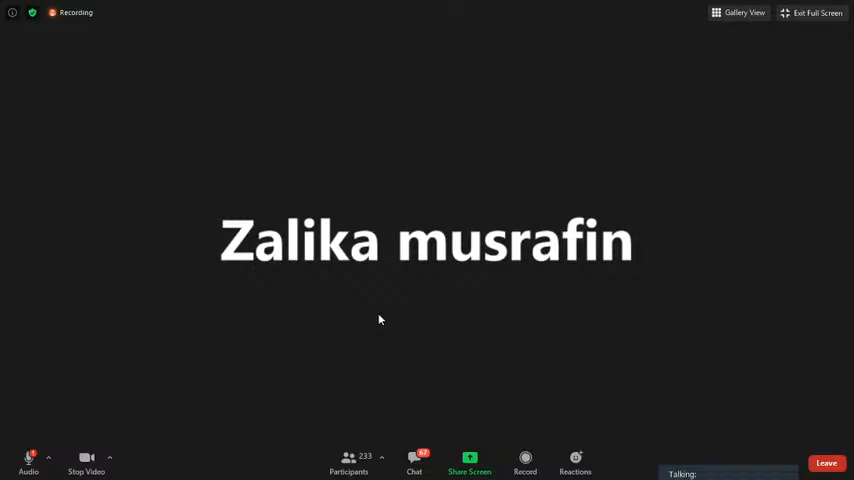 Recording
Gallery View
Exit Full Screen
Zalika musrafin
Audio
Stop Video
233
Participants
67
Chat
Share Screen
Record
Reactions
Talking:
Leave